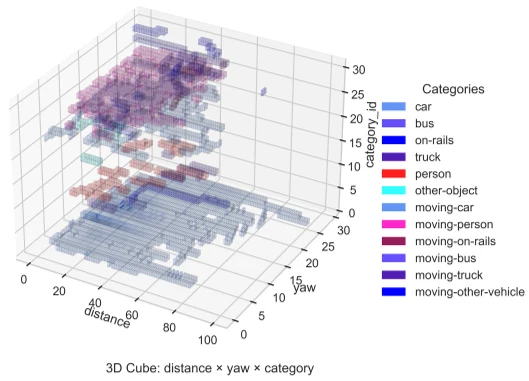 30
25
20
15
10
5
0
category_id
30
25
20
15
10
5
0
yaw
0
20
40
60
80
100
distance
Categories
car
bus
on-rails
truck
person
other-object
moving-car
moving-person
moving-on-rails
moving-bus
moving-truck
moving-other-vehicle
3D Cube: distance × yaw × category